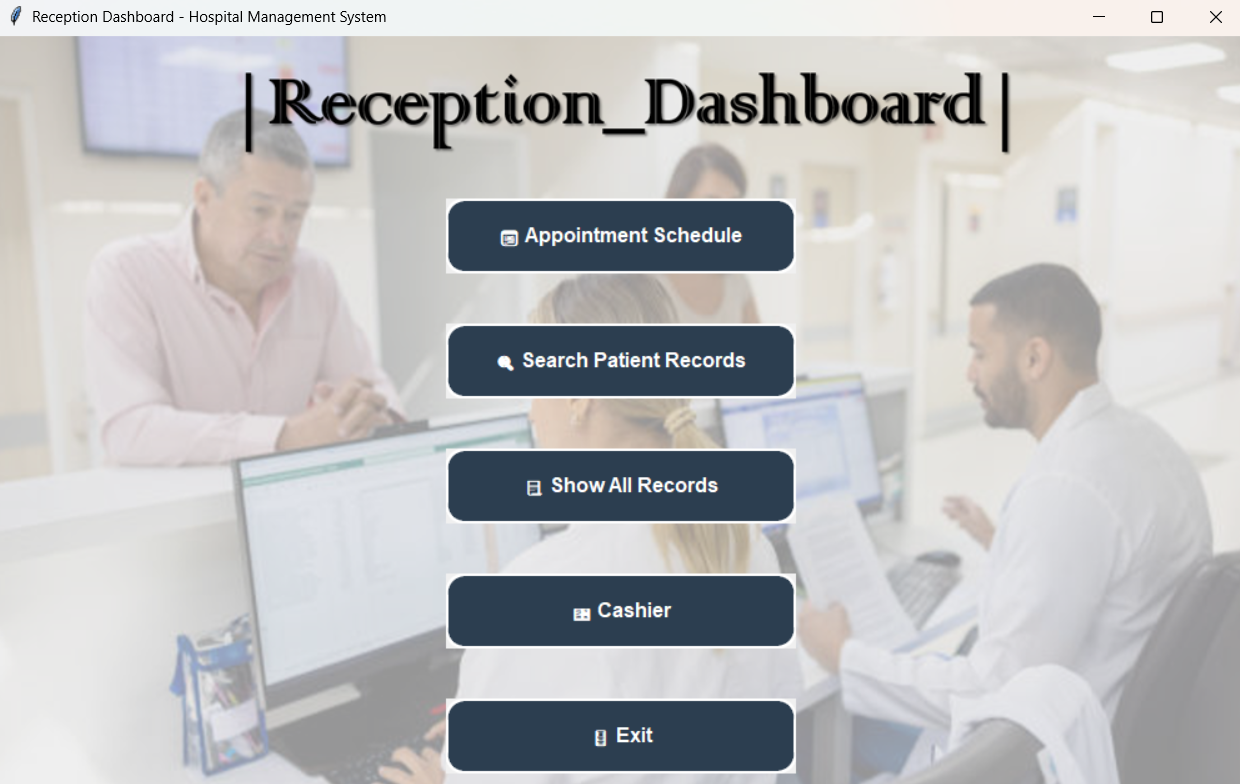 Reception Dashboard - Hospital Management System
|Reception_Dashboard|
Appointment Schedule
Search Patient Records
Show All Records
Cashier
Exit